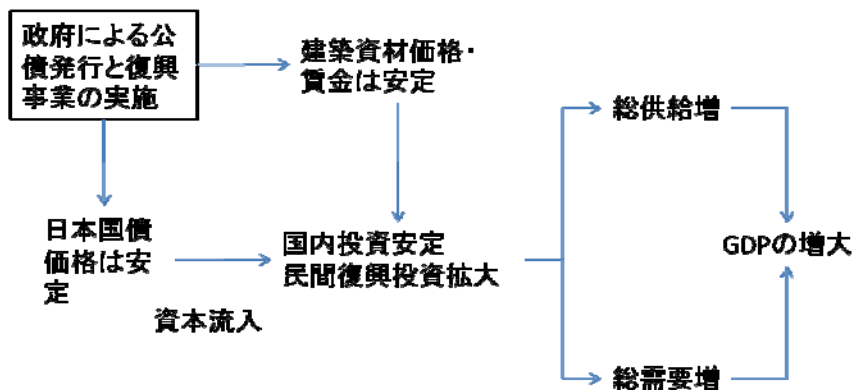 政府による公
債発行と復興
事業の実施
建築資材価格・
賃金は安定
総供給増
日本国債
価格は安
定
国内投資安定
民間復興投資拡大
GDPの増大
資本流入
総需要増